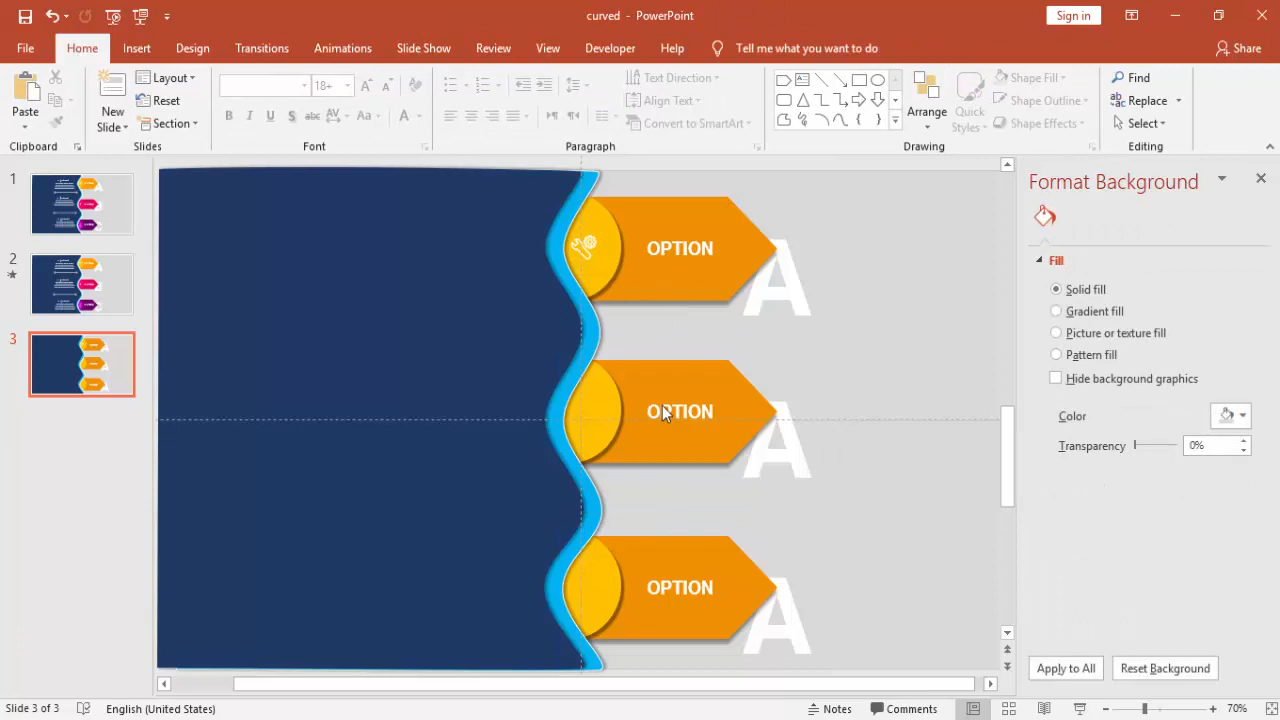 curved - PowerPoint
Sign in
File Home Insert Design Transitions Animations Slide Show Review View Developer Help Tell me what you want to do Share
Paste
New Slide
Layout
Reset
Section
18+
Text Direction
Align Text
Convert to SmartArt
Arrange
Quick Styles
Shape Fill
Shape Outline
Shape Effects
Find
Replace
Select
Clipboard Slides Font Paragraph Drawing Editing
1
2
3
OPTION
A
OPTION
A
OPTION
A
Format Background
Fill
Solid fill
Gradient fill
Picture or texture fill
Pattern fill
Hide background graphics
Color
Transparency 0%
Apply to All Reset Background
Slide 3 of 3 English (United States) Notes Comments 70%